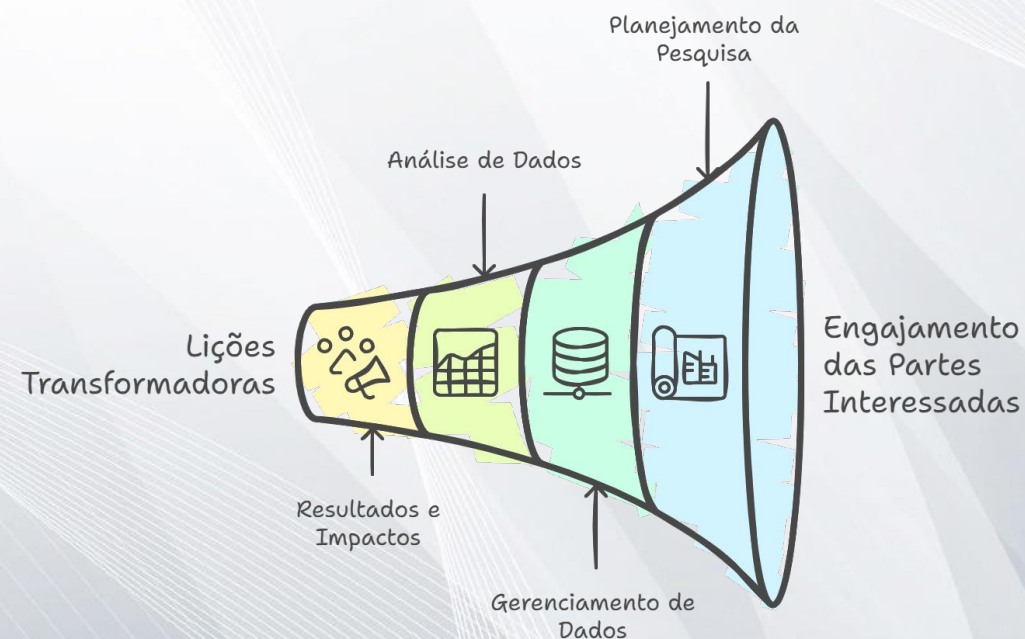 Planejamento da
Pesquisa
Análise de Dados
Lições
Transformadoras
Engajamento
das Partes
Interessadas
Resultados e
Impactos
Gerenciamento de
Dados